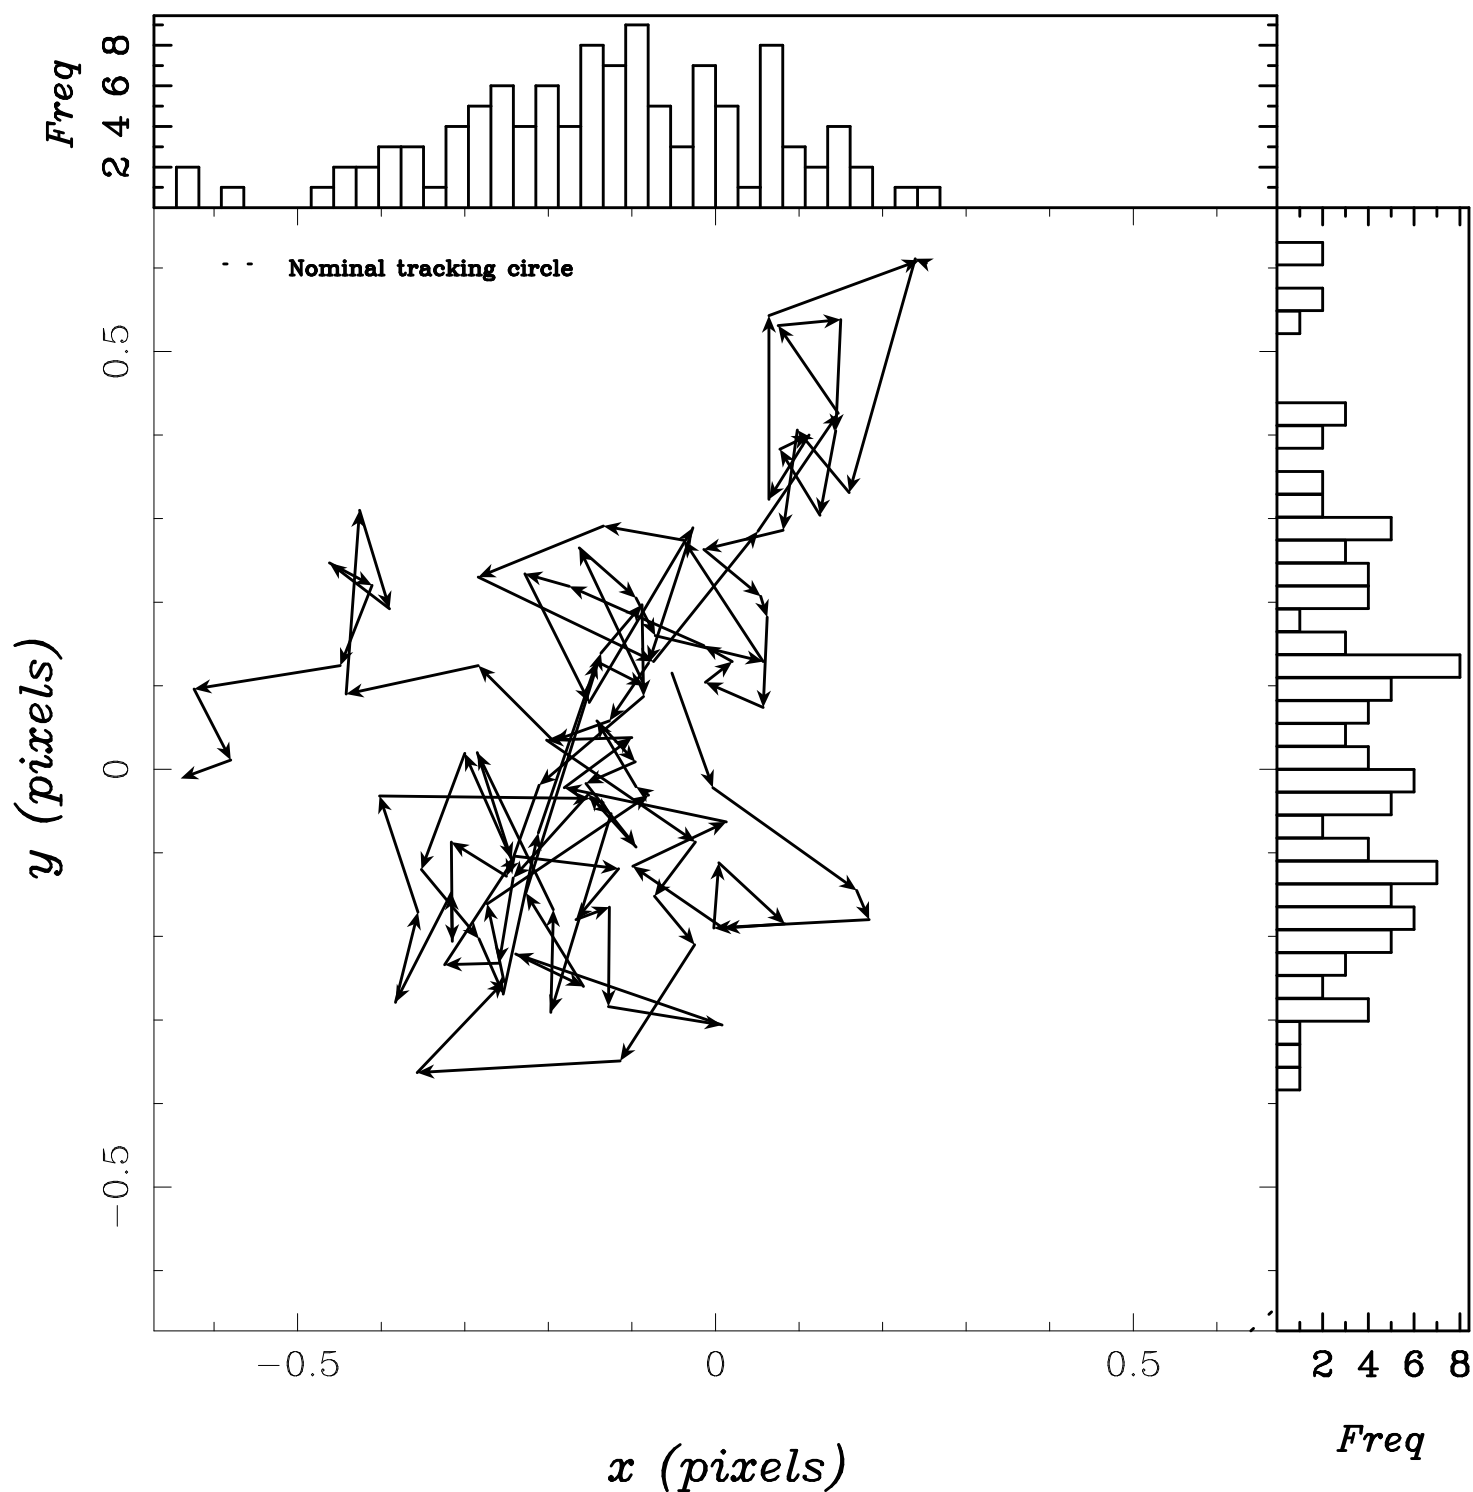 Freq
2 4 6 8
Nominal tracking circle
y (pixels)
0.5
0
−0.5
−0.5 0 0.5
x (pixels)
2 4 6 8
Freq